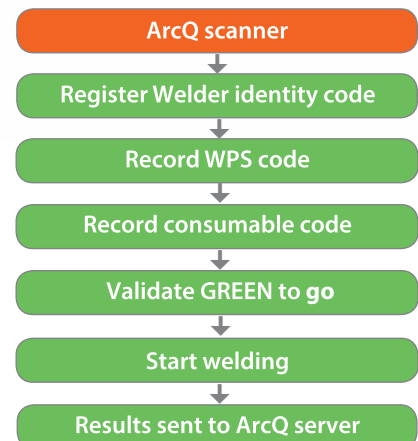 ArcQ scanner
Register Welder identity code
Record WPS code
Record consumable code
Validate GREEN to go
Start welding
Results sent to ArcQ server